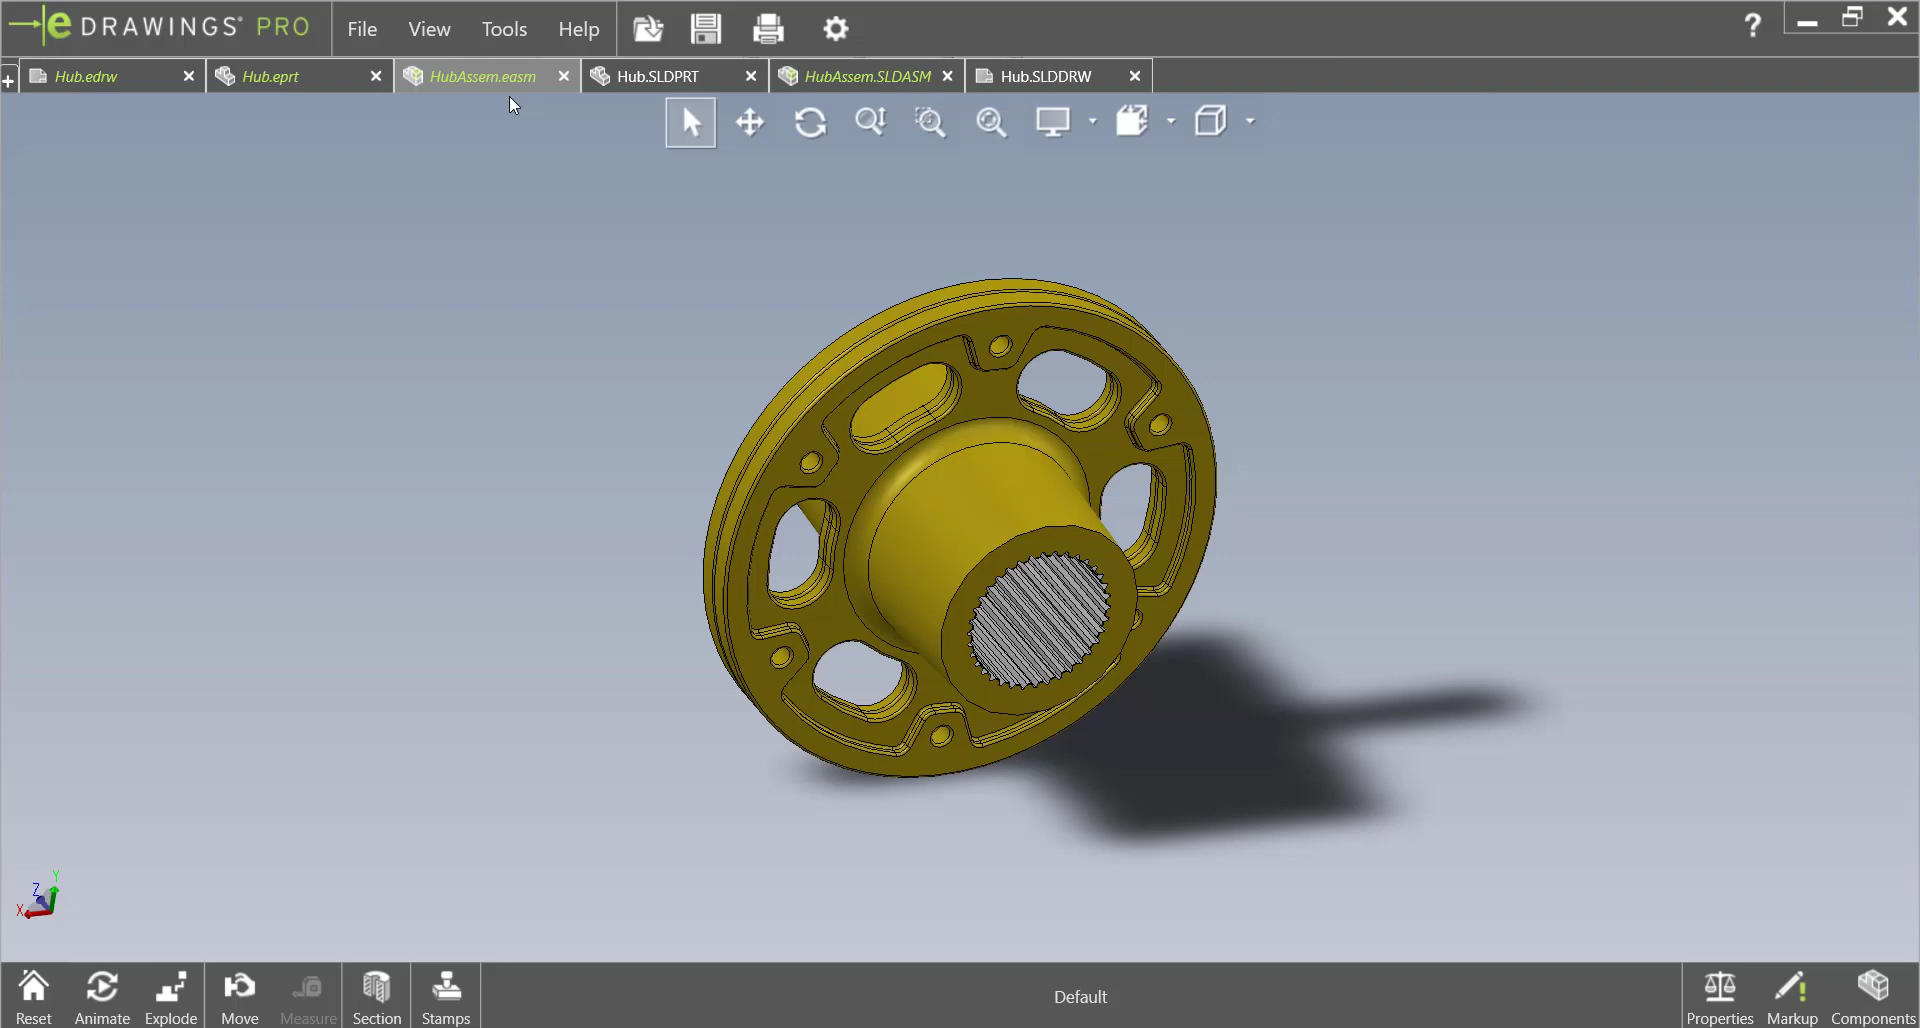 eDRAWINGS® PRO
File View Tools Help
?
Hub.edrw Hub.eprt HubAssem.easm Hub.SLDPRT HubAssem.SLDASM Hub.SLDDRW
Y
Z
X
Reset Animate Explode Move Measure Section Stamps Default Properties Markup Components